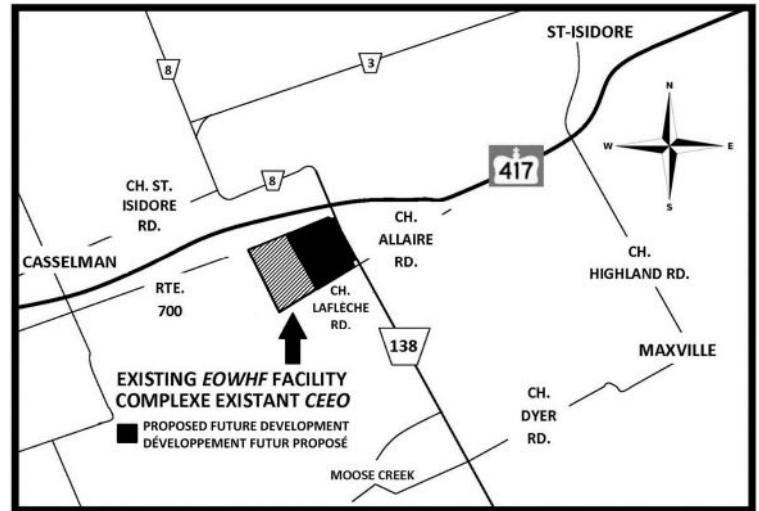 ST-ISIDORE
8
3
N
W
E
S
417
CH. ST.
ISIDORE
RD.
8
CH.
ALLAIRE
RD.
CASSELMAN
RTE.
700
CH.
LAFLÈCHE
RD.
CH.
HIGHLAND RD.
138
MAXVILLE
EXISTING EOWHF FACILITY
COMPLEXE EXISTANT CEEO
PROPOSED FUTURE DEVELOPMENT
DÉVELOPPEMENT FUTUR PROPOSÉ
CH.
DYER
RD.
MOOSE CREEK